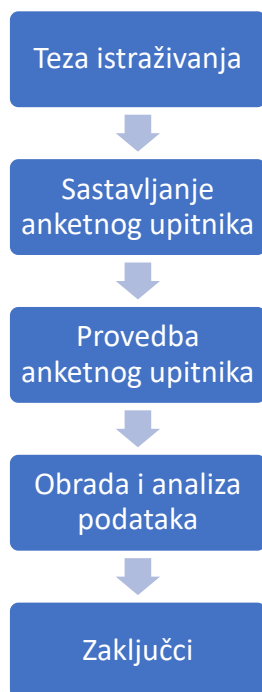 Teza istraživanja
Sastavljanje
anketnog upitnika
Provedba
anketnog upitnika
Obrada i analiza
podataka
Zaključci